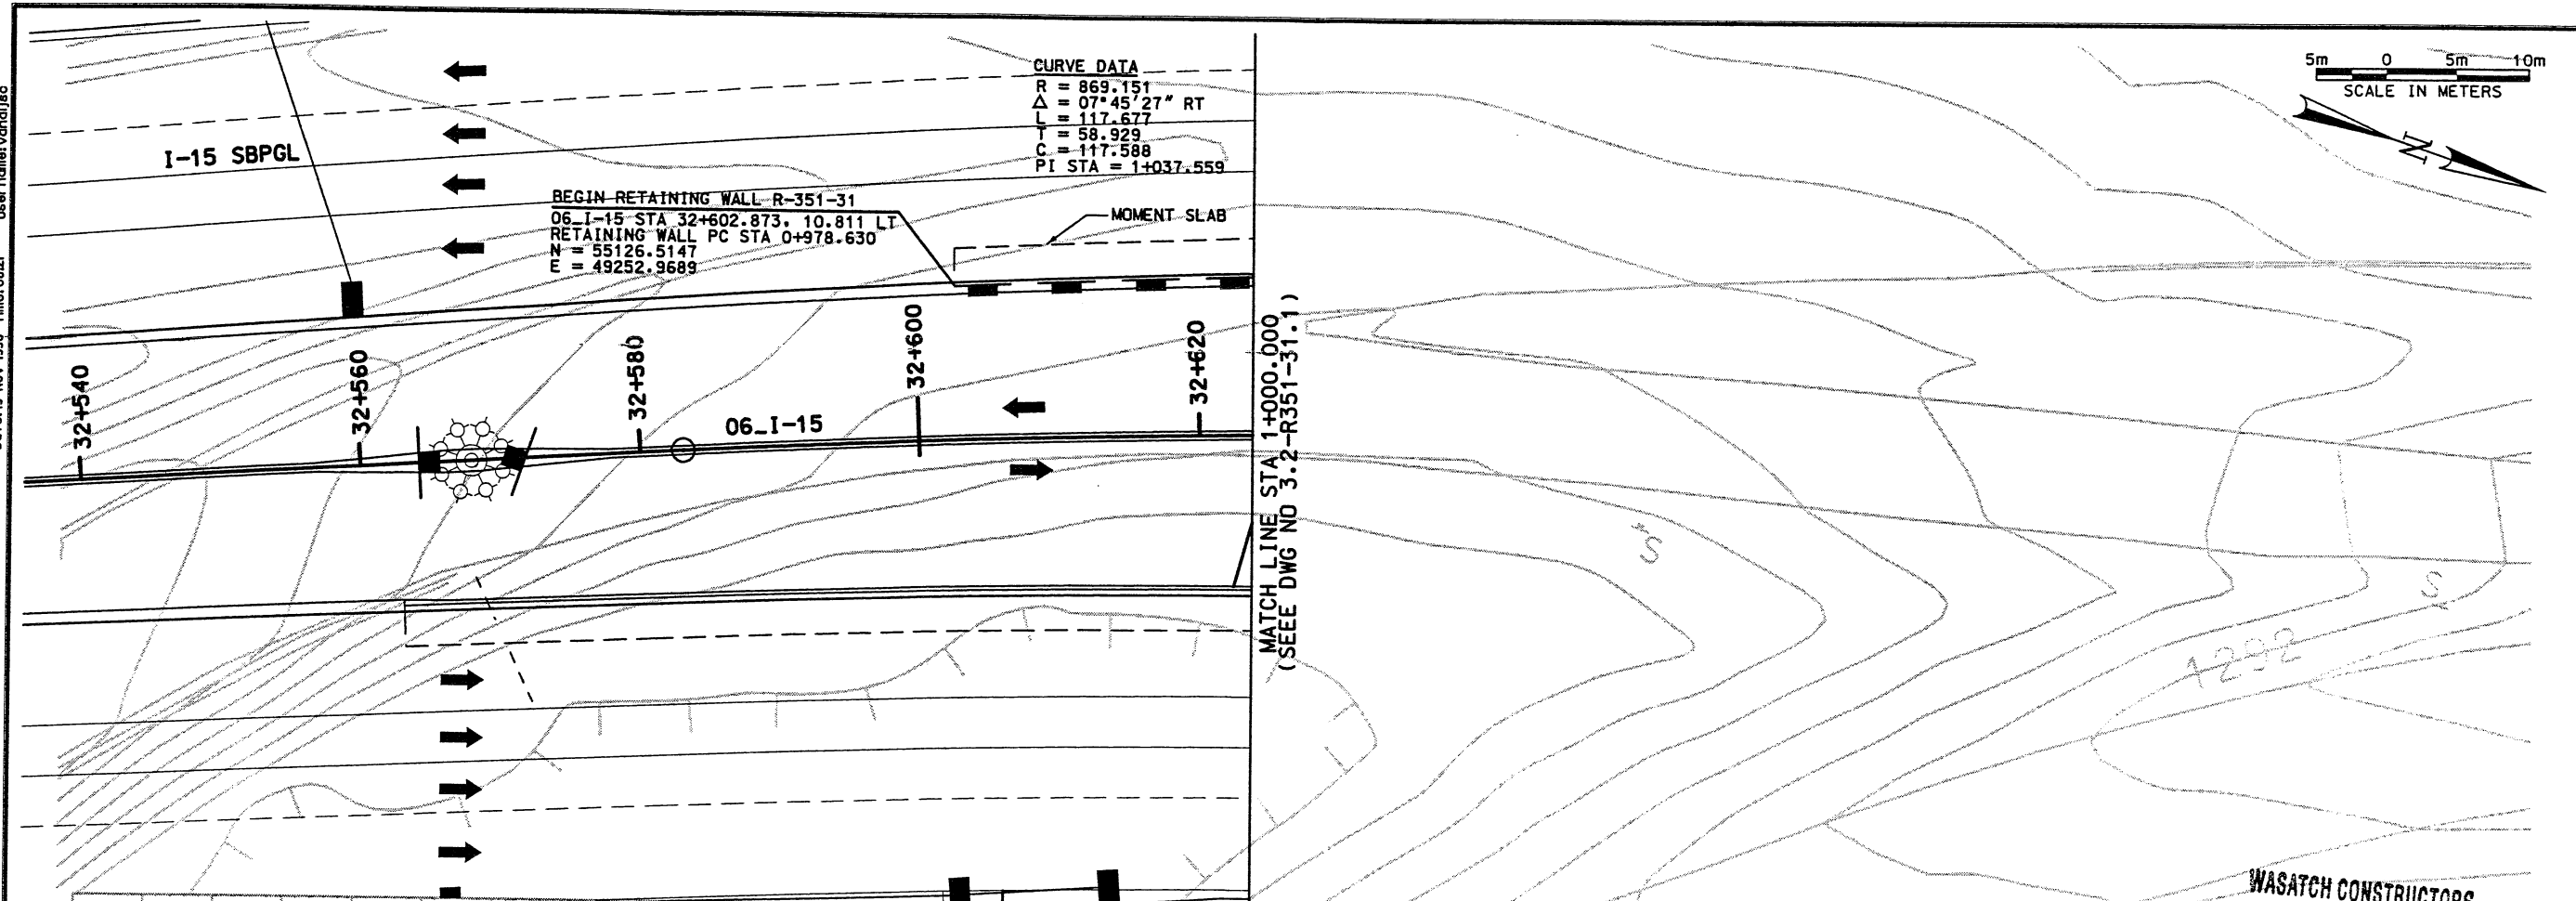 CURVE DATA
R = 869.151
Δ = 07°45'27" RT
L = 117.677
T = 58.929
C = 117.588
PI STA = 1+037.559
5m 0 5m 10m
SCALE IN METERS
N
I-15 SBPGL
BEGIN RETAINING WALL R-351-31
06_I-15 STA 32+602.873, 10.811 LT
RETAINING WALL PC STA 0+978.630
N = 55126.5147
E = 49252.9689
MOMENT SLAB
32+540
32+560
32+580
32+600
32+620
06_I-15
MATCH LINE STA 1+000.000
(SEEE DWG NO 3.2-R351-31.1)
S
S
1292
WASATCH CONSTRUCTORS